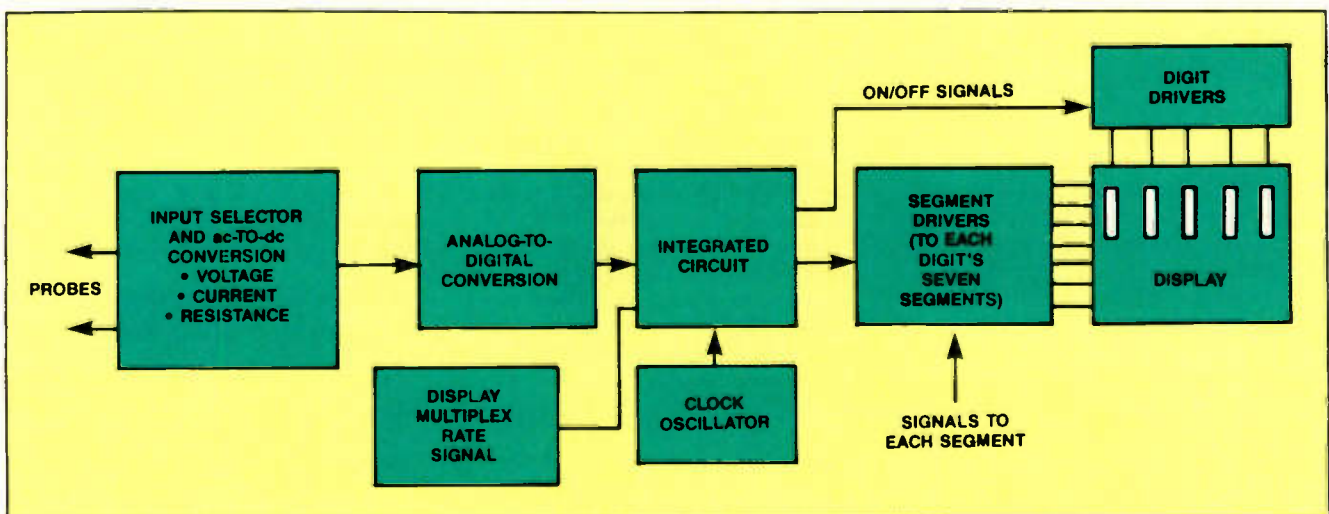 PROBES
INPUT SELECTOR
AND ac-TO-dc
CONVERSION
• VOLTAGE
• CURRENT
• RESISTANCE
ANALOG-TO-
DIGITAL
CONVERSION
DISPLAY
MULTIPLEX
RATE
SIGNAL
INTEGRATED
CIRCUIT
CLOCK
OSCILLATOR
ON/OFF SIGNALS
SEGMENT
DRIVERS
(TO EACH
DIGIT'S
SEVEN
SEGMENTS)
SIGNALS TO
EACH SEGMENT
DIGIT
DRIVERS
DISPLAY